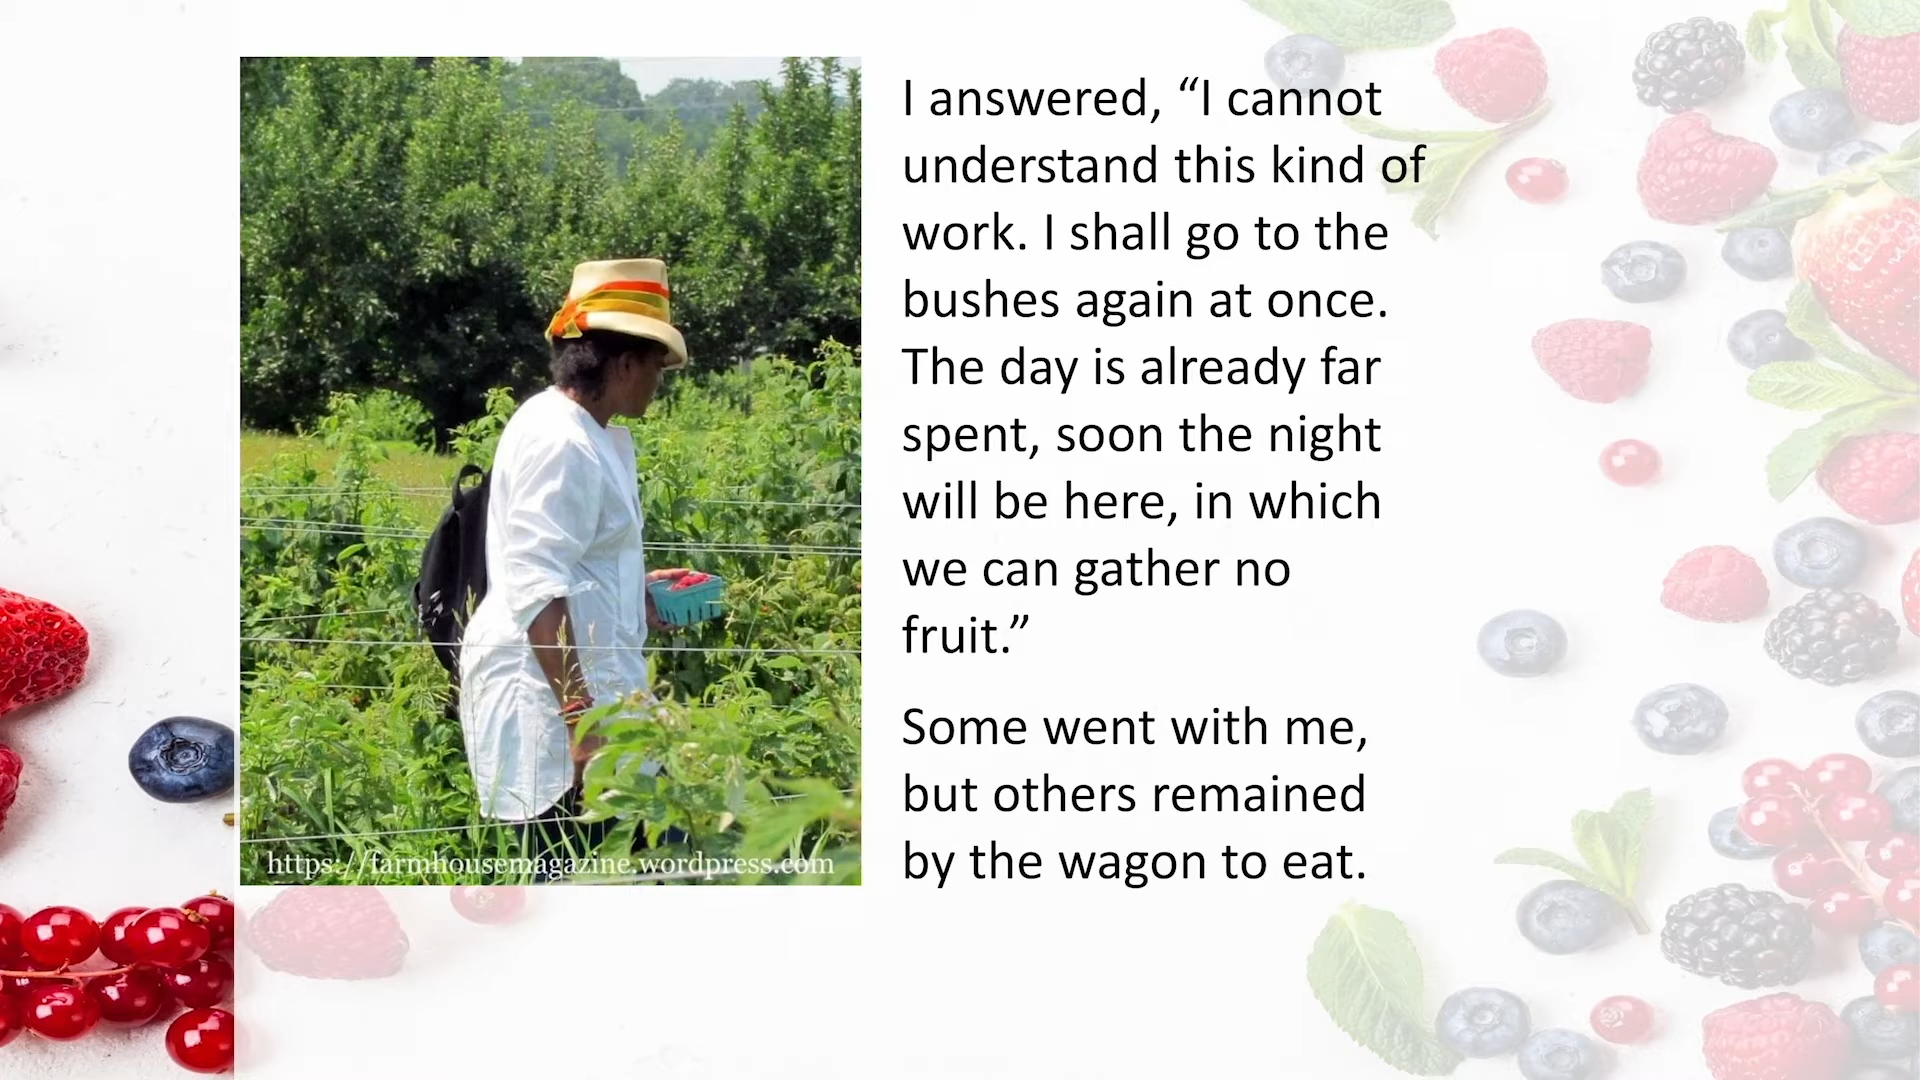 I answered, “I cannot
understand this kind of
work. I shall go to the
bushes again at once.
The day is already far
spent, soon the night
will be here, in which
we can gather no
fruit.”
Some went with me,
but others remained
by the wagon to eat.
https://farmhousemagazine.wordpress.com